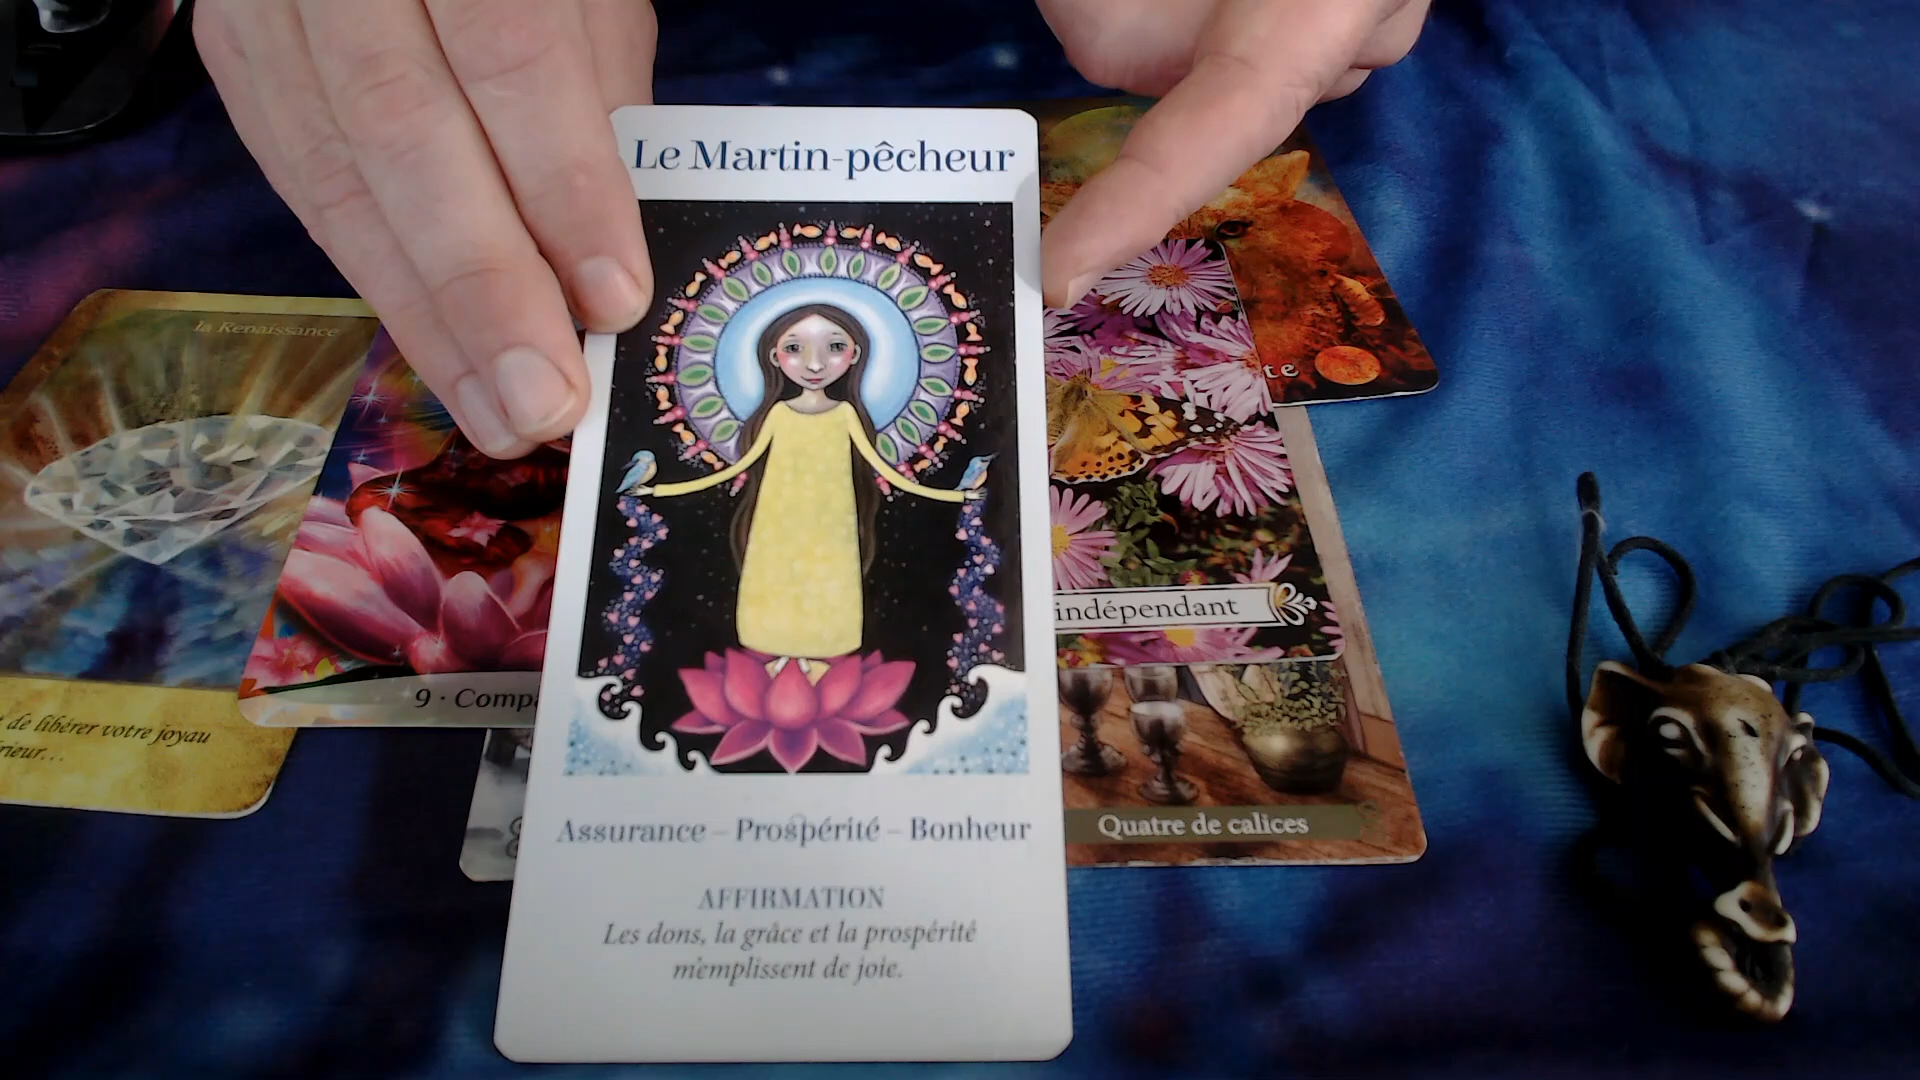 Le Martin-pêcheur
Assurance – Prospérité – Bonheur
AFFIRMATION
Les dons, la grâce et la prospérité
m'emplissent de joie.
la Renaissance
de libérer votre joyau
9 · Comp
te
indépendant
Quatre de calices